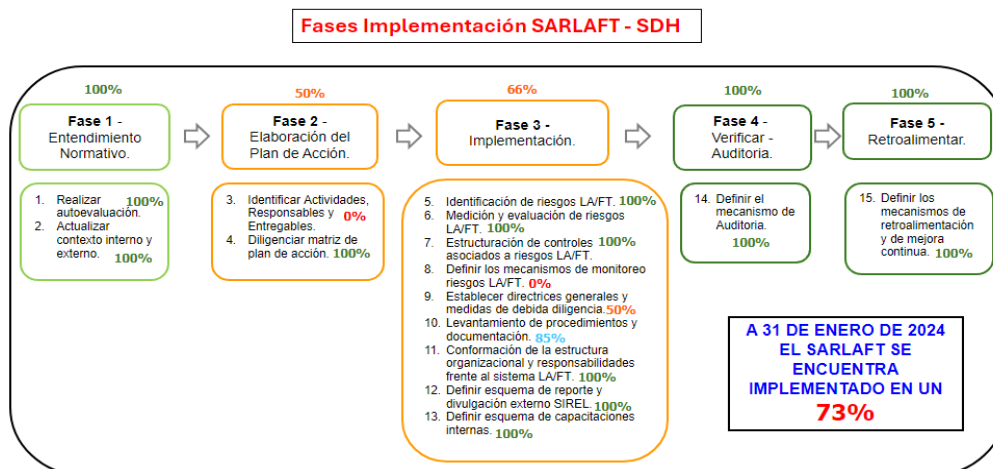 Fases Implementación SARLAFT - SDH
100%
Fase 1 -
Entendimiento
Normativo.
50%
Fase 2 -
Elaboración del
Plan de Acción.
66%
Fase 3 -
Implementación.
100%
Fase 4 -
Verificar -
Auditoria.
100%
Fase 5 -
Retroalimentar.
1. Realizar 100%
autoevaluación.
2. Actualizar
contexto interno y
externo. 100%
3. Identificar Actividades,
Responsables y 0%
Entregables.
4. Diligenciar matriz de
plan de acción. 100%
5. Identificación de riesgos LA/FT. 100%
6. Medición y evaluación de riesgos
LA/FT. 100%
7. Estructuración de controles 100%
asociados a riesgos LA/FT.
8. Definir los mecanismos de monitoreo
riesgos LA/FT. 0%
9. Establecer directrices generales y
medidas de debida diligencia. 50%
10. Levantamiento de procedimientos y
documentación. 85%
11. Conformación de la estructura
organizacional y responsabilidades
frente al sistema LA/FT. 100%
12. Definir esquema de reporte y
divulgación externo SIREL. 100%
13. Definir esquema de capacitaciones
internas. 100%
14. Definir el
mecanismo de
Auditoria.
100%
15. Definir los
mecanismos de
retroalimentación
y de mejora
continua. 100%
A 31 DE ENERO DE 2024
EL SARLAFT SE
ENCUENTRA
IMPLEMENTADO EN UN
73%